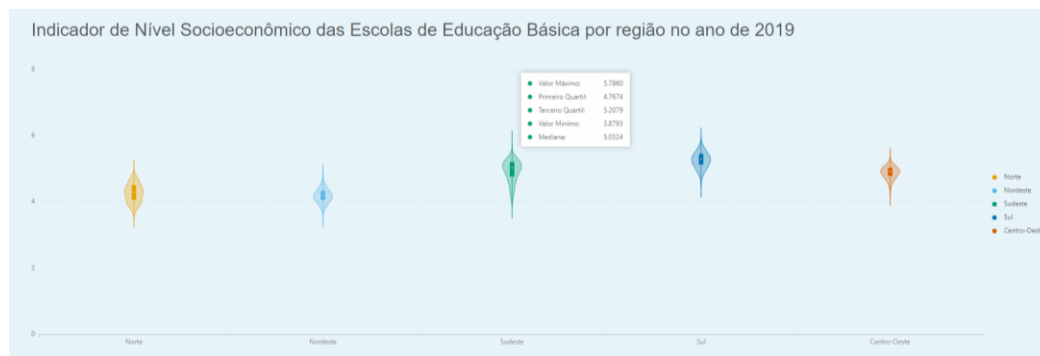 Indicador de Nível Socioeconômico das Escolas de Educação Básica por região no ano de 2019
8
6
4
2
0
Valor Máximo: 5.7860
Primeiro Quartil: 4.7674
Terceiro Quartil: 5.2079
Valor Mínimo: 3.8793
Mediana: 5.0324
Norte
Nordeste
Sudeste
Sul
Centro-Oest
Norte
Nordeste
Sudeste
Sul
Centro-Oeste